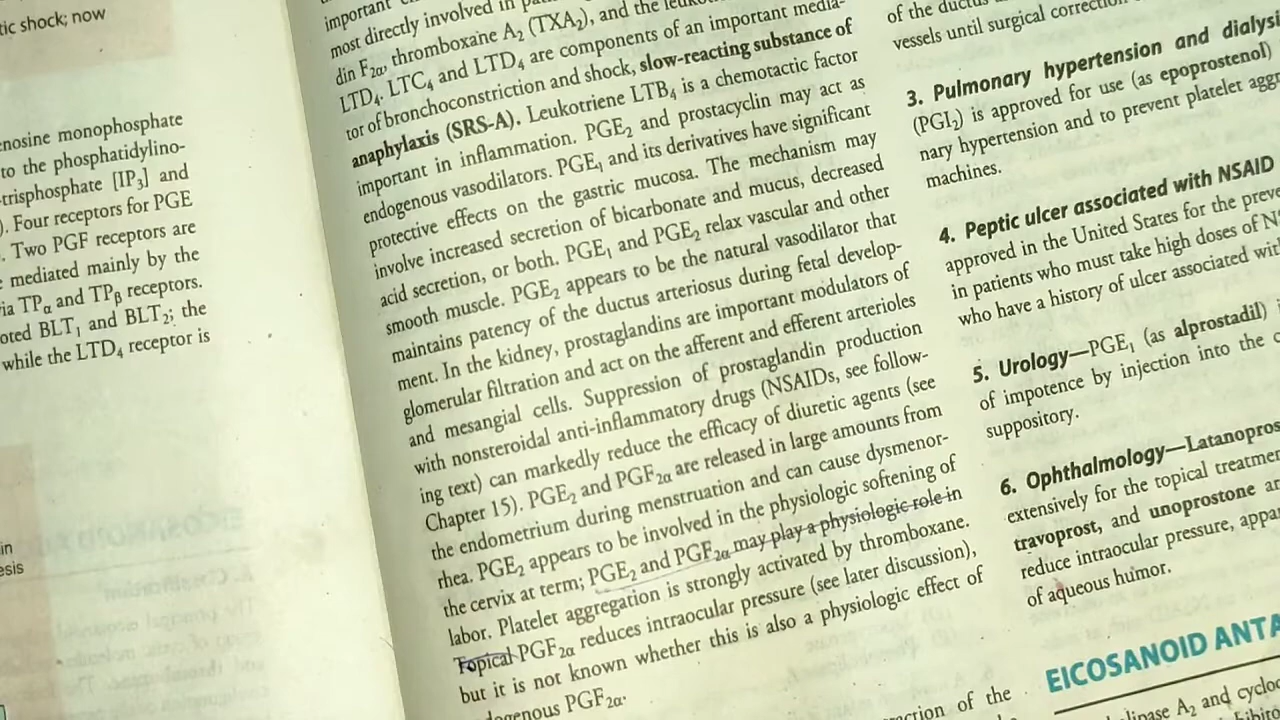 tic shock; now
enosine monophosphate
to the phosphatidylino-
-trisphosphate [IP3] and
). Four receptors for PGE
. Two PGF receptors are
mediated mainly by the
via TPα and TPβ receptors.
oted BLT1 and BLT2; the
while the LTD4 receptor is
in
esis
important
most directly involved in
din F2α, thromboxane A2 (TXA2), and the
LTD4. LTC4 and LTD4 are components of an important media-
tor of bronchoconstriction and shock, slow-reacting substance of
anaphylaxis (SRS-A). Leukotriene LTB4 is a chemotactic factor
important in inflammation. PGE2 and prostacyclin may act as
endogenous vasodilators. PGE1 and its derivatives have significant
protective effects on the gastric mucosa. The mechanism may
involve increased secretion of bicarbonate and mucus, decreased
acid secretion, or both. PGE1 and PGE2 relax vascular and other
smooth muscle. PGE2 appears to be the natural vasodilator that
maintains patency of the ductus arteriosus during fetal develop-
ment. In the kidney, prostaglandins are important modulators of
glomerular filtration and act on the afferent and efferent arterioles
and mesangial cells. Suppression of prostaglandin production
with nonsteroidal anti-inflammatory drugs (NSAIDs, see follow-
ing text) can markedly reduce the efficacy of diuretic agents (see
Chapter 15). PGE2 and PGF2α are released in large amounts from
the endometrium during menstruation and can cause dysmenor-
rhea. PGE2 appears to be involved in the physiologic softening of
the cervix at term; PGE2 and PGF2α may play a physiologic role in
labor. Platelet aggregation is strongly activated by thromboxane.
Topical PGF2α reduces intraocular pressure (see later discussion),
but it is not known whether this is also a physiologic effect of
dogenous PGF2α.
of the ductus
vessels until surgical correction
3. Pulmonary hypertension and dialysi
(PGI2) is approved for use (as epoprostenol)
nary hypertension and to prevent platelet aggr
machines.
4. Peptic ulcer associated with NSAID
approved in the United States for the preve
in patients who must take high doses of N
who have a history of ulcer associated wit
5. Urology—PGE1 (as alprostadil)
of impotence by injection into the c
suppository.
6. Ophthalmology—Latanopros
extensively for the topical treatme
travoprost, and unoprostone ar
reduce intraocular pressure, appa
of aqueous humor.
EICOSANOID ANTA
olipase A2 and cycloo
ction of the